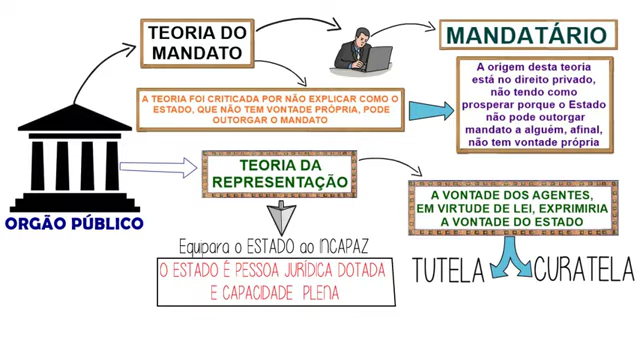 TEORIA DO
MANDATO
MANDATÁRIO
A TEORIA FOI CRITICADA POR NÃO EXPLICAR COMO O
ESTADO, QUE NÃO TEM VONTADE PRÓPRIA, PODE
OUTORGAR O MANDATO
A origem desta teoria
está no direito privado,
não tendo como
prosperar porque o Estado
não pode outorgar
mandato a alguém, afinal,
não tem vontade própria
ORGÃO PÚBLICO
TEORIA DA
REPRESENTAÇÃO
A VONTADE DOS AGENTES,
EM VIRTUDE DE LEI, EXPRIMIRIA
A VONTADE DO ESTADO
Equipara o ESTADO ao INCAPAZ
O ESTADO É PESSOA JURÍDICA DOTADA
E CAPACIDADE PLENA
TUTELA
CURATELA